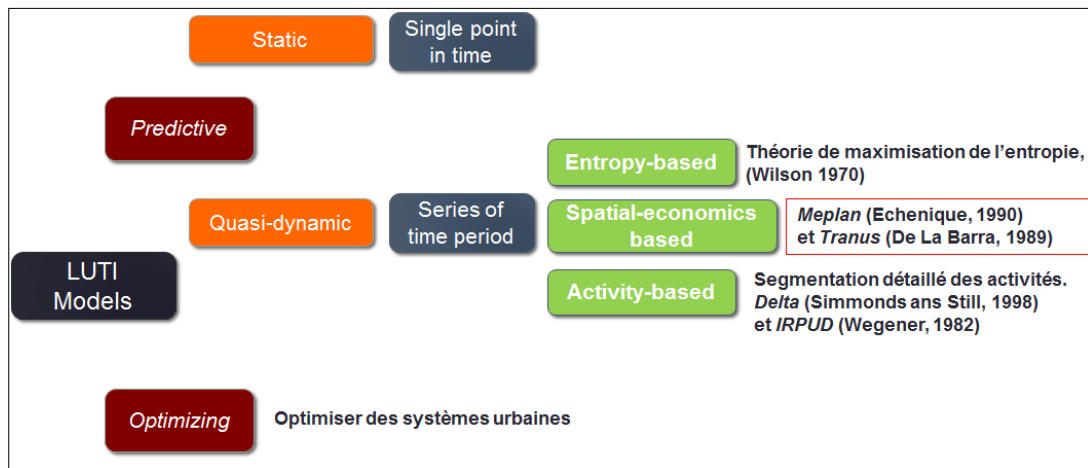 Static
Single point
in time
Predictive
Entropy-based
Théorie de maximisation de l'entropie,
(Wilson 1970)
Quasi-dynamic
Series of
time period
Spatial-economics
based
Meplan (Echenique, 1990)
et Tranus (De La Barra, 1989)
LUTI
Models
Activity-based
Segmentation détaillé des activités.
Delta (Simmonds ans Still, 1998)
et IRPUD (Wegener, 1982)
Optimizing
Optimiser des systèmes urbaines